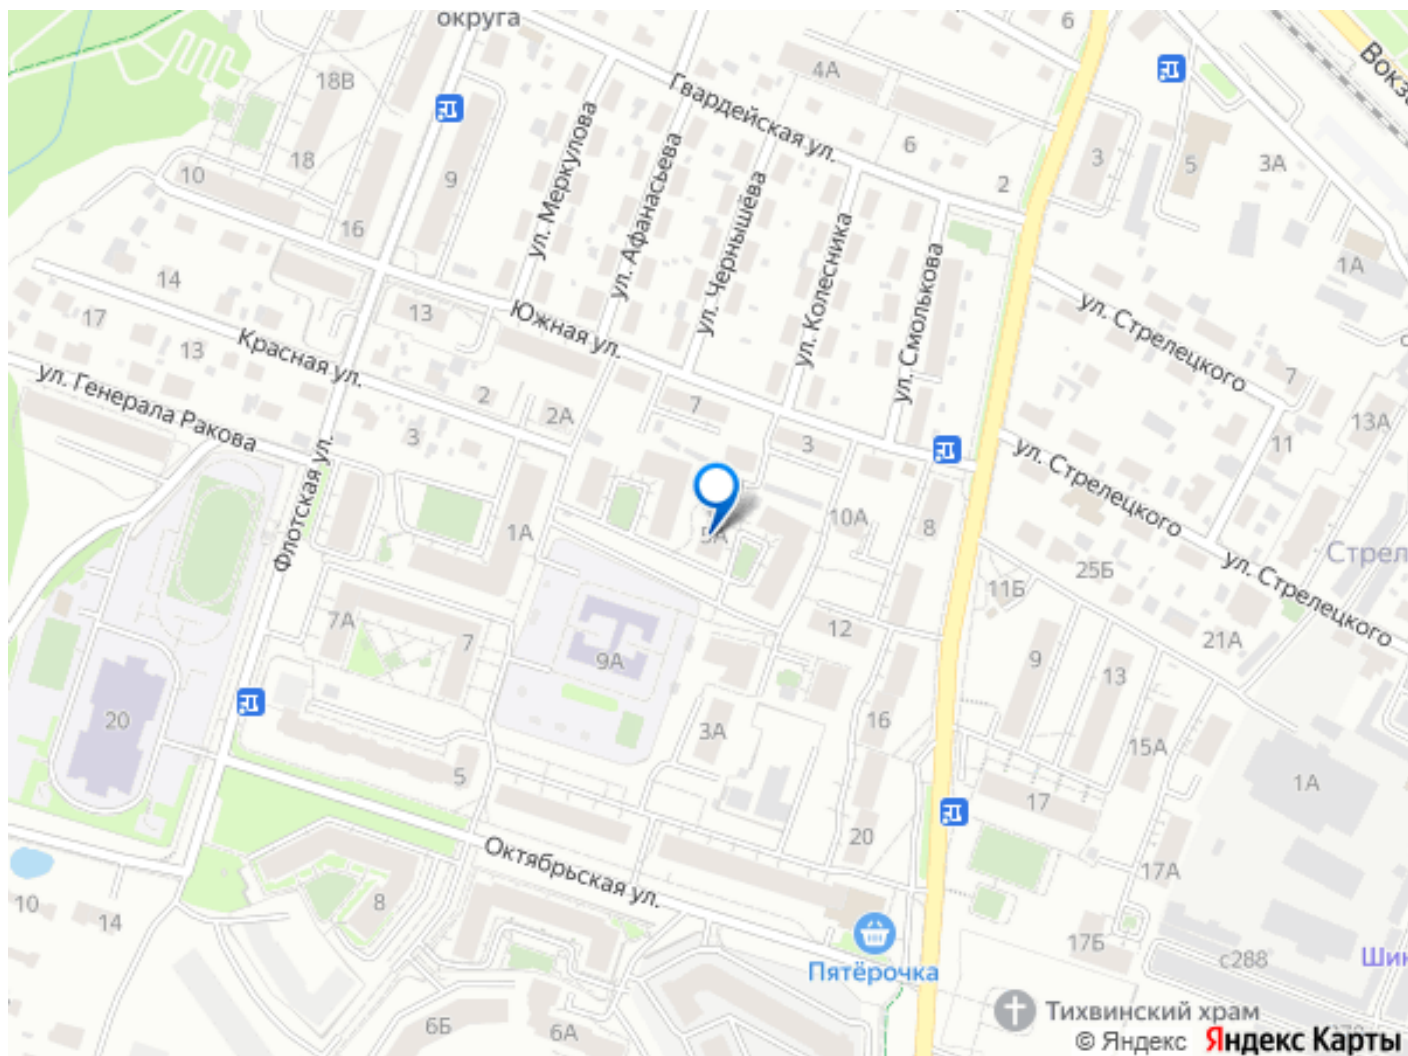 округа
6
Вокза
18В
4А
Гвардейская ул.
6
3
5
3А
18
10
9
ул. Меркулова
ул. Афанасьева
ул. Чернышёва
ул. Колесника
ул. Смолькова
2
16
1А
14
17
13
13
Южная ул.
Красная ул.
ул. Стрелецкого
7
ул. Генерала Ракова
2
2А
7
3
3
11
13А
Флотская ул.
ул. Стрелецкого
1А
5А
10А
8
Стрел
ул. Стрелецкого
25Б
11Б
7А
7
9А
12
9
13
21А
20
3А
16
15А
5
17
1А
20
17А
Октябрьская ул.
8
10
14
17Б
с288
Шин
Пятёрочка
6Б
6А
Тихвинский храм
© Яндекс Яндекс Карты